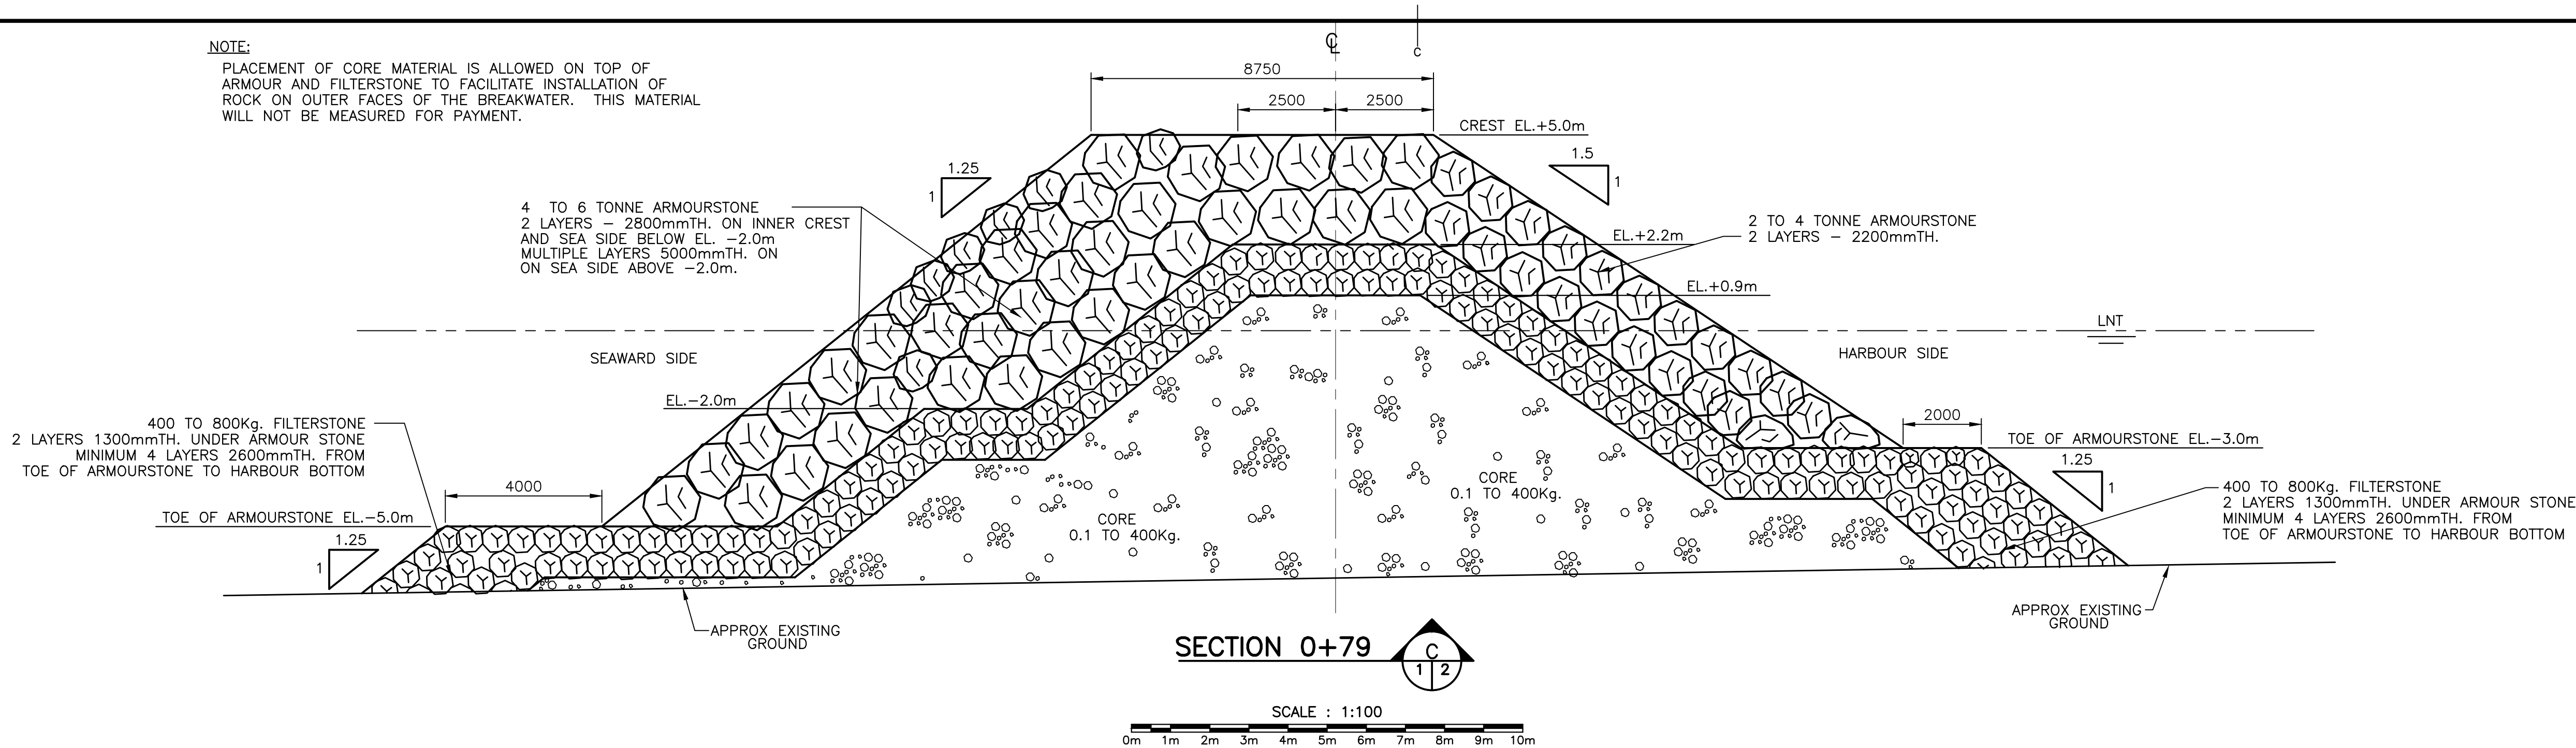 NOTE:
PLACEMENT OF CORE MATERIAL IS ALLOWED ON TOP OF
ARMOUR AND FILTERSTONE TO FACILITATE INSTALLATION OF
ROCK ON OUTER FACES OF THE BREAKWATER. THIS MATERIAL
WILL NOT BE MEASURED FOR PAYMENT.
℄
C
8750
2500
2500
CREST EL.+5.0m
1.25
1
1.5
1
4 TO 6 TONNE ARMOURSTONE
2 LAYERS - 2800mmTH. ON INNER CREST
AND SEA SIDE BELOW EL. -2.0m
MULTIPLE LAYERS 5000mmTH. ON
ON SEA SIDE ABOVE -2.0m.
2 TO 4 TONNE ARMOURSTONE
2 LAYERS - 2200mmTH.
EL.+2.2m
EL.+0.9m
LNT
SEAWARD SIDE
HARBOUR SIDE
EL.-2.0m
400 TO 800Kg. FILTERSTONE
2 LAYERS 1300mmTH. UNDER ARMOUR STONE
MINIMUM 4 LAYERS 2600mmTH. FROM
TOE OF ARMOURSTONE TO HARBOUR BOTTOM
2000
TOE OF ARMOURSTONE EL.-3.0m
1.25
1
4000
TOE OF ARMOURSTONE EL.-5.0m
1.25
1
CORE
0.1 TO 400Kg.
CORE
0.1 TO 400Kg.
400 TO 800Kg. FILTERSTONE
2 LAYERS 1300mmTH. UNDER ARMOUR STONE
MINIMUM 4 LAYERS 2600mmTH. FROM
TOE OF ARMOURSTONE TO HARBOUR BOTTOM
APPROX EXISTING
GROUND
APPROX EXISTING
GROUND
SECTION 0+79
C
1 2
SCALE : 1:100
0m 1m 2m 3m 4m 5m 6m 7m 8m 9m 10m